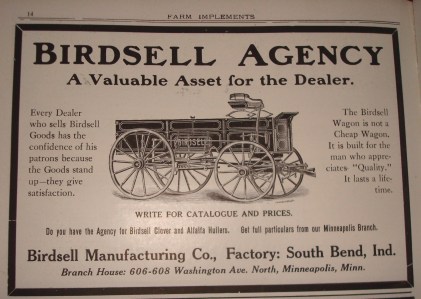 14
FARM IMPLEMENTS
BIRDSELL AGENCY
A Valuable Asset for the Dealer.
Every Dealer
who sells Birdsell
Goods has the
confidence of his
patrons because
the Goods stand
up—they give
satisfaction.
BIRDSELL
The Birdsell
Wagon is not a
Cheap Wagon.
It is built for the
man who appre-
ciates "Quality."
It lasts a life-
time.
WRITE FOR CATALOGUE AND PRICES.
Do you have the Agency for Birdsell Clover and Alfalfa Hullers. Get full particulars from our Minneapolis Branch.
Birdsell Manufacturing Co., Factory: South Bend, Ind.
Branch House: 606-608 Washington Ave. North, Minneapolis, Minn.